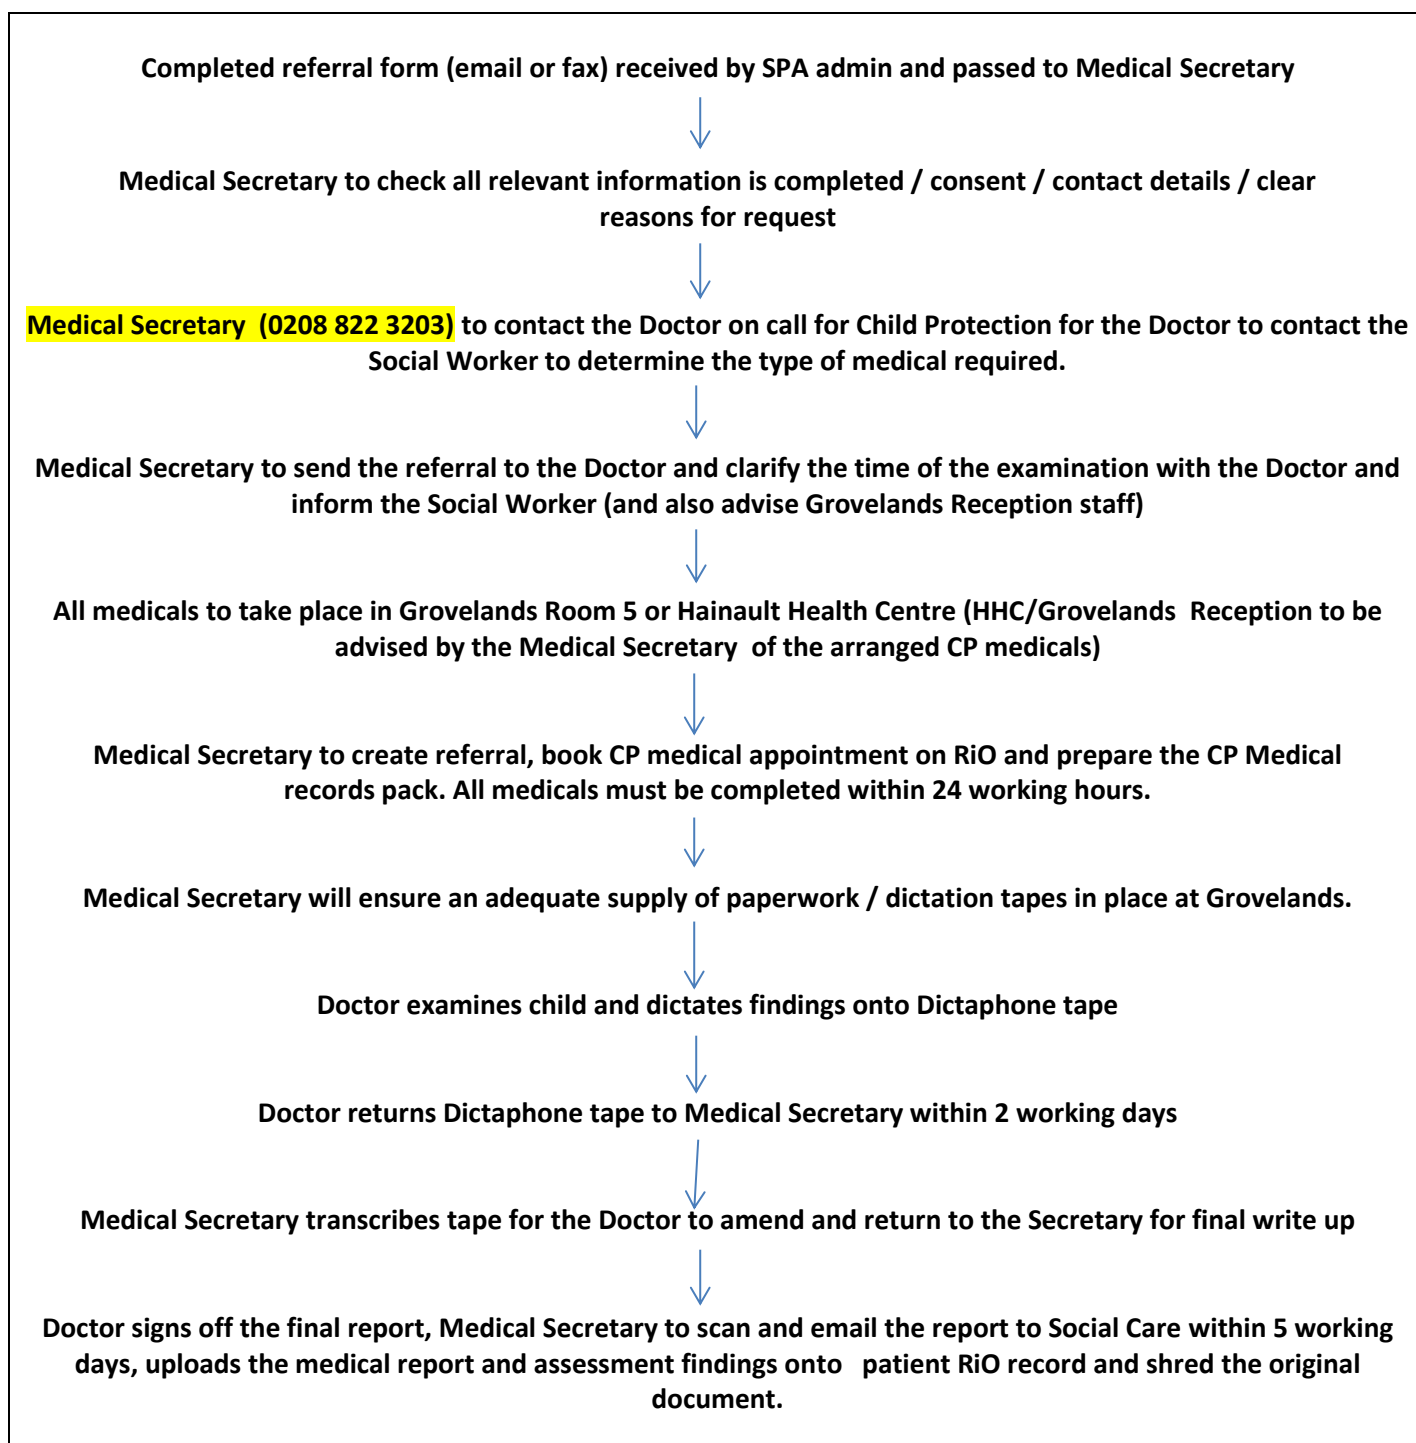 Completed referral form (email or fax) received by SPA admin and passed to Medical Secretary
Medical Secretary to check all relevant information is completed / consent / contact details / clear
reasons for request
Medical Secretary (0208 822 3203) to contact the Doctor on call for Child Protection for the Doctor to contact the
Social Worker to determine the type of medical required.
Medical Secretary to send the referral to the Doctor and clarify the time of the examination with the Doctor and
inform the Social Worker (and also advise Grovelands Reception staff)
All medicals to take place in Grovelands Room 5 or Hainault Health Centre (HHC/Grovelands Reception to be
advised by the Medical Secretary of the arranged CP medicals)
Medical Secretary to create referral, book CP medical appointment on RiO and prepare the CP Medical
records pack. All medicals must be completed within 24 working hours.
Medical Secretary will ensure an adequate supply of paperwork / dictation tapes in place at Grovelands.
Doctor examines child and dictates findings onto Dictaphone tape
Doctor returns Dictaphone tape to Medical Secretary within 2 working days
Medical Secretary transcribes tape for the Doctor to amend and return to the Secretary for final write up
Doctor signs off the final report, Medical Secretary to scan and email the report to Social Care within 5 working
days, uploads the medical report and assessment findings onto patient RiO record and shred the original
document.